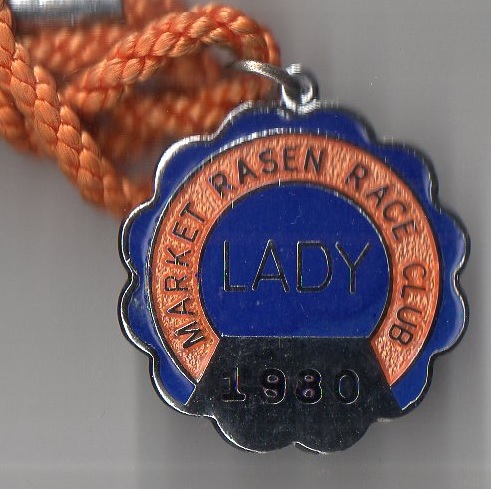 MARKET RASEN RACE CLUB
LADY
1980